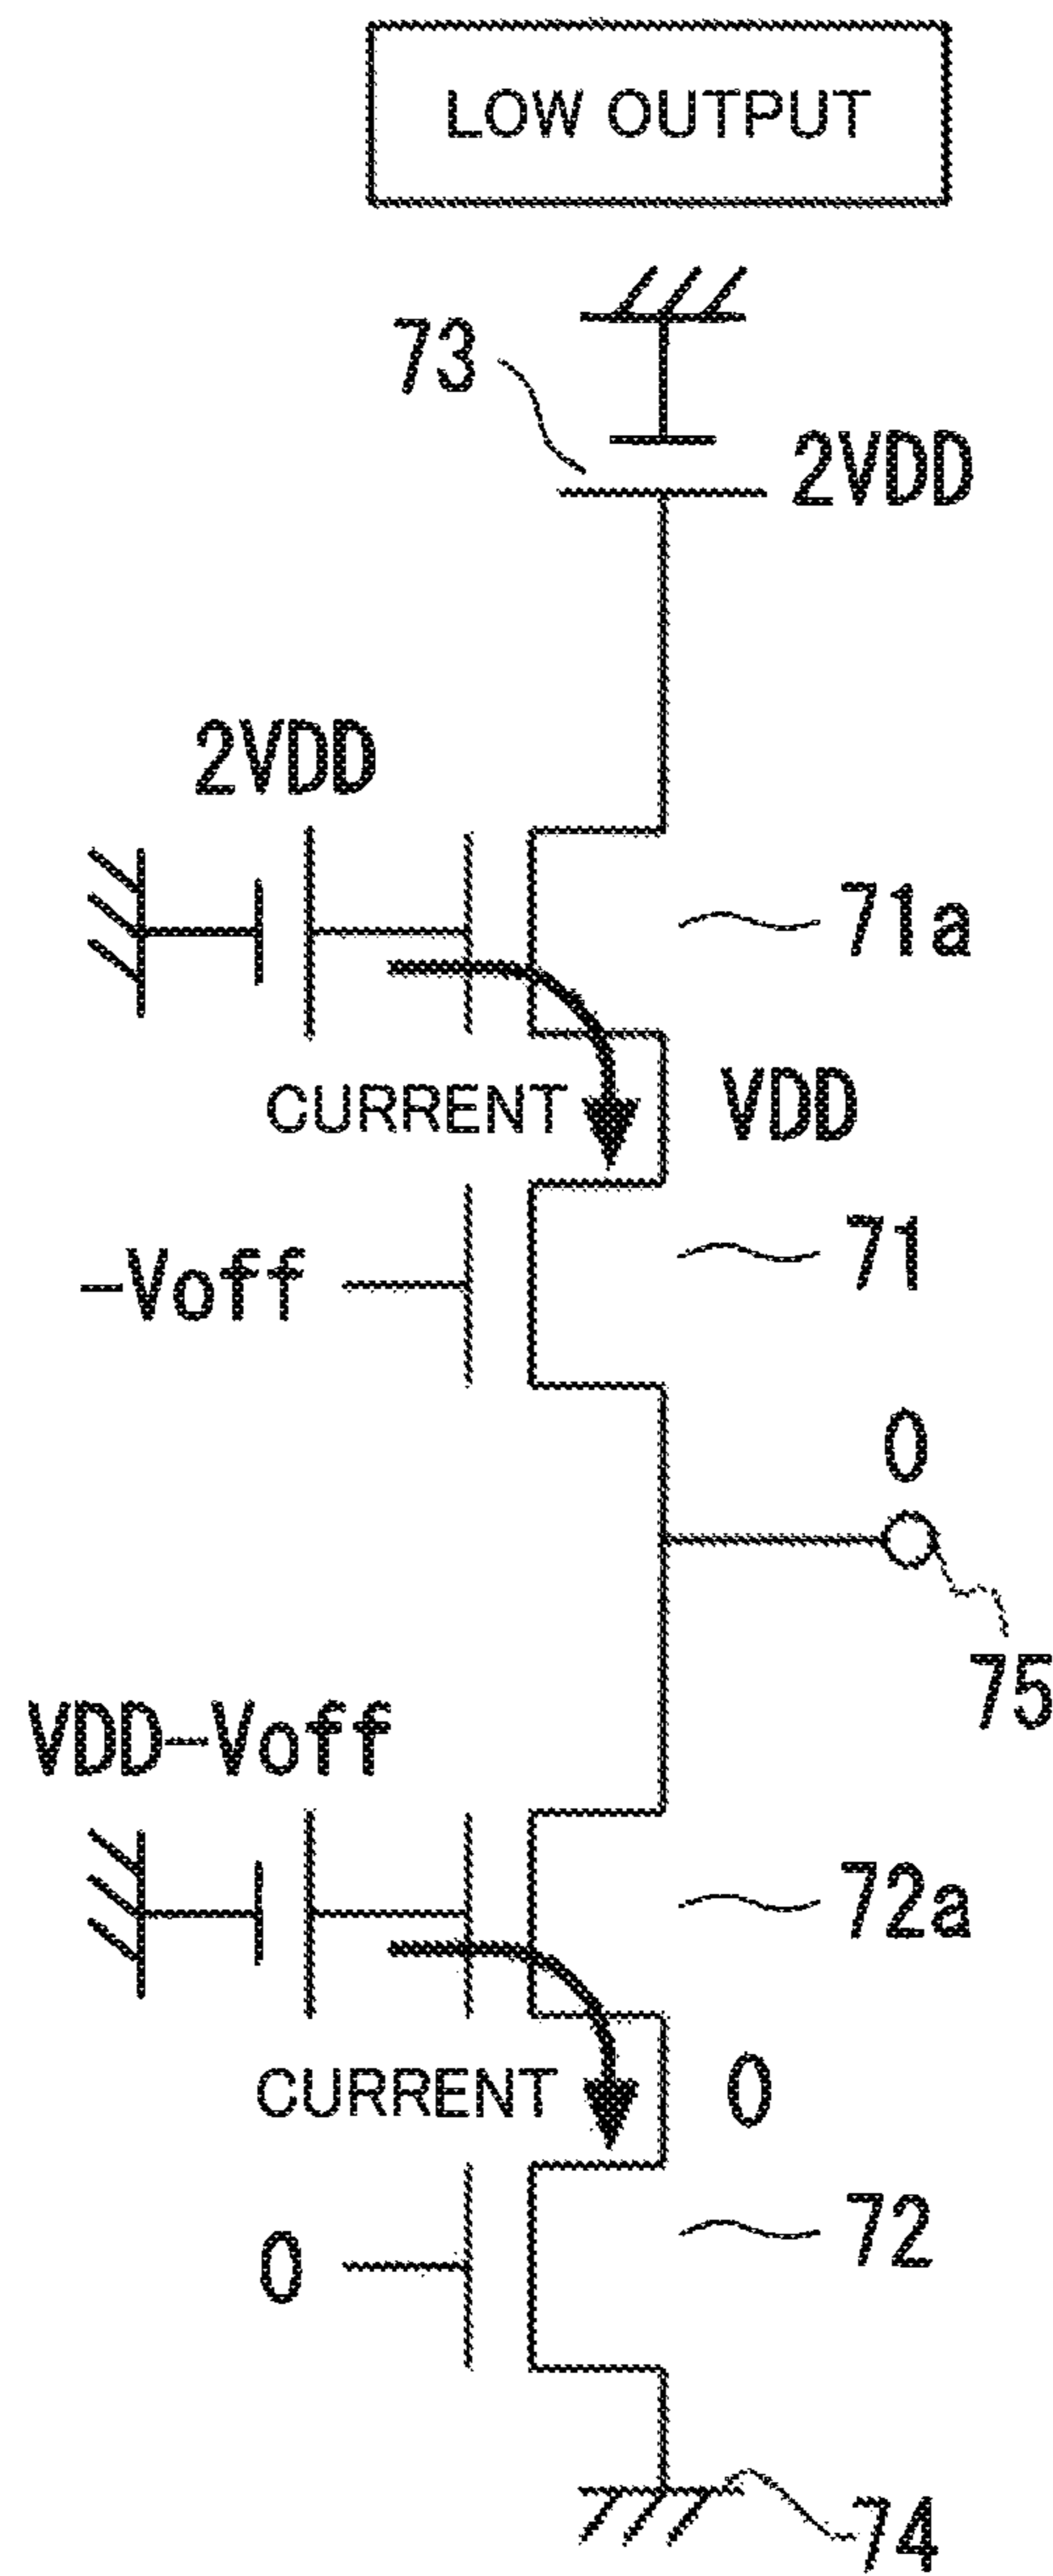 LOW OUTPUT
73
2VDD
2VDD
71a
CURRENT
VDD
71
-Voff
0
75
VDD-Voff
72a
CURRENT
0
72
0
74